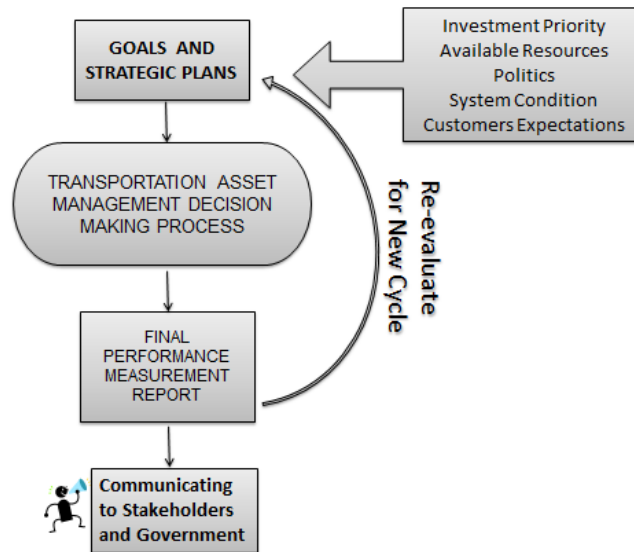 GOALS AND
STRATEGIC PLANS
Investment Priority
Available Resources
Politics
System Condition
Customers Expectations
TRANSPORTATION ASSET
MANAGEMENT DECISION
MAKING PROCESS
Re-evaluate
for New Cycle
FINAL
PERFORMANCE
MEASUREMENT
REPORT
Communicating
to Stakeholders
and Government